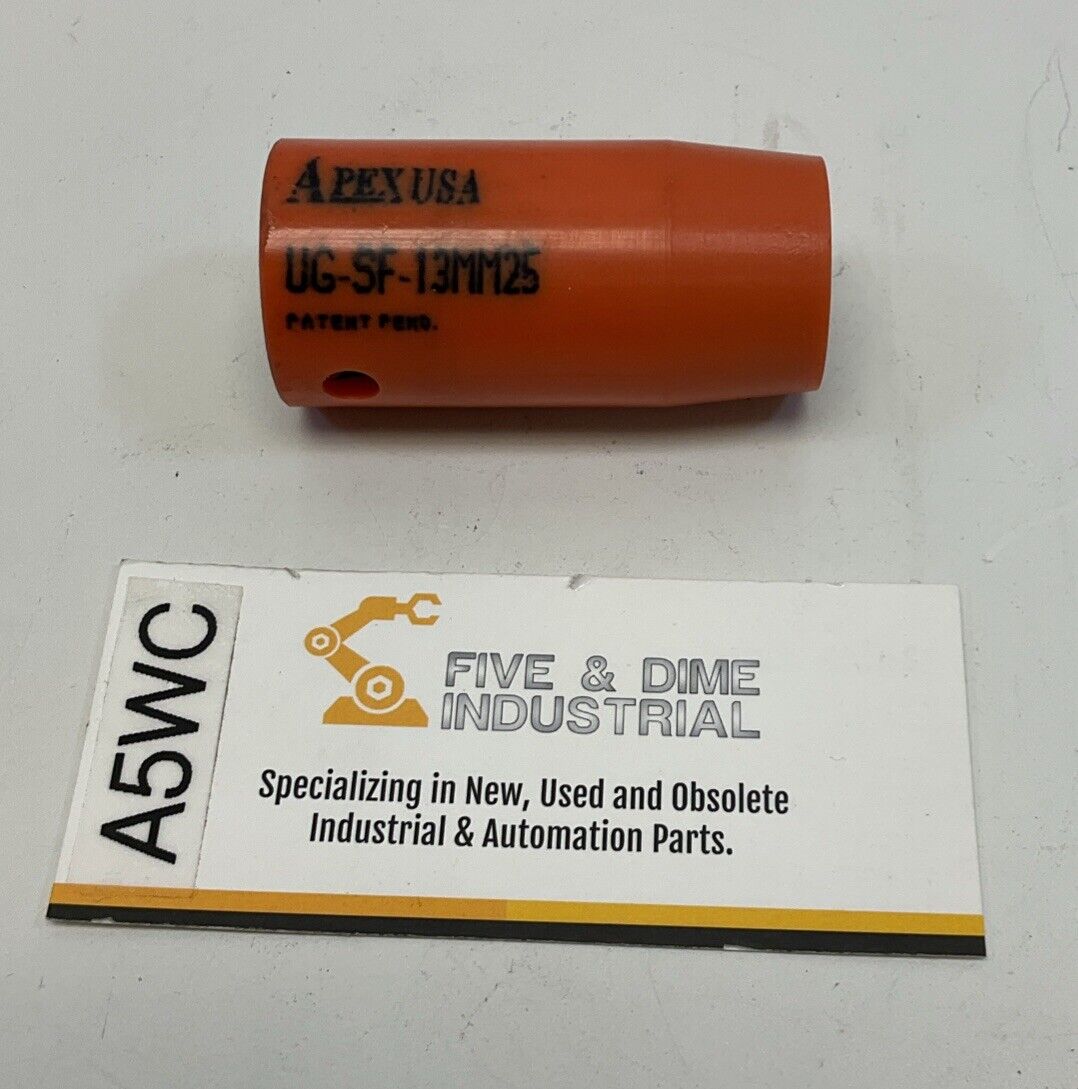 APEX USA
UG-SF-13MM25
PATENT PEND.
A5WC
FIVE & DIME
INDUSTRIAL
Specializing in New, Used and Obsolete
Industrial & Automation Parts.